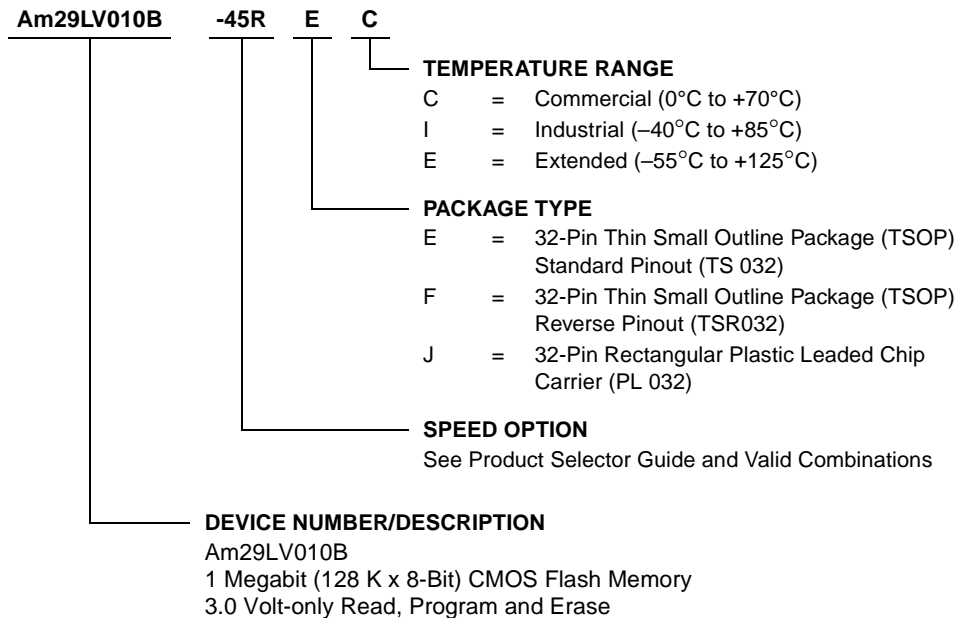 Am29LV010B -45R E C
TEMPERATURE RANGE
C = Commercial (0°C to +70°C)
I = Industrial (–40°C to +85°C)
E = Extended (–55°C to +125°C)
PACKAGE TYPE
E = 32-Pin Thin Small Outline Package (TSOP)
Standard Pinout (TS 032)
F = 32-Pin Thin Small Outline Package (TSOP)
Reverse Pinout (TSR032)
J = 32-Pin Rectangular Plastic Leaded Chip
Carrier (PL 032)
SPEED OPTION
See Product Selector Guide and Valid Combinations
DEVICE NUMBER/DESCRIPTION
Am29LV010B
1 Megabit (128 K x 8-Bit) CMOS Flash Memory
3.0 Volt-only Read, Program and Erase